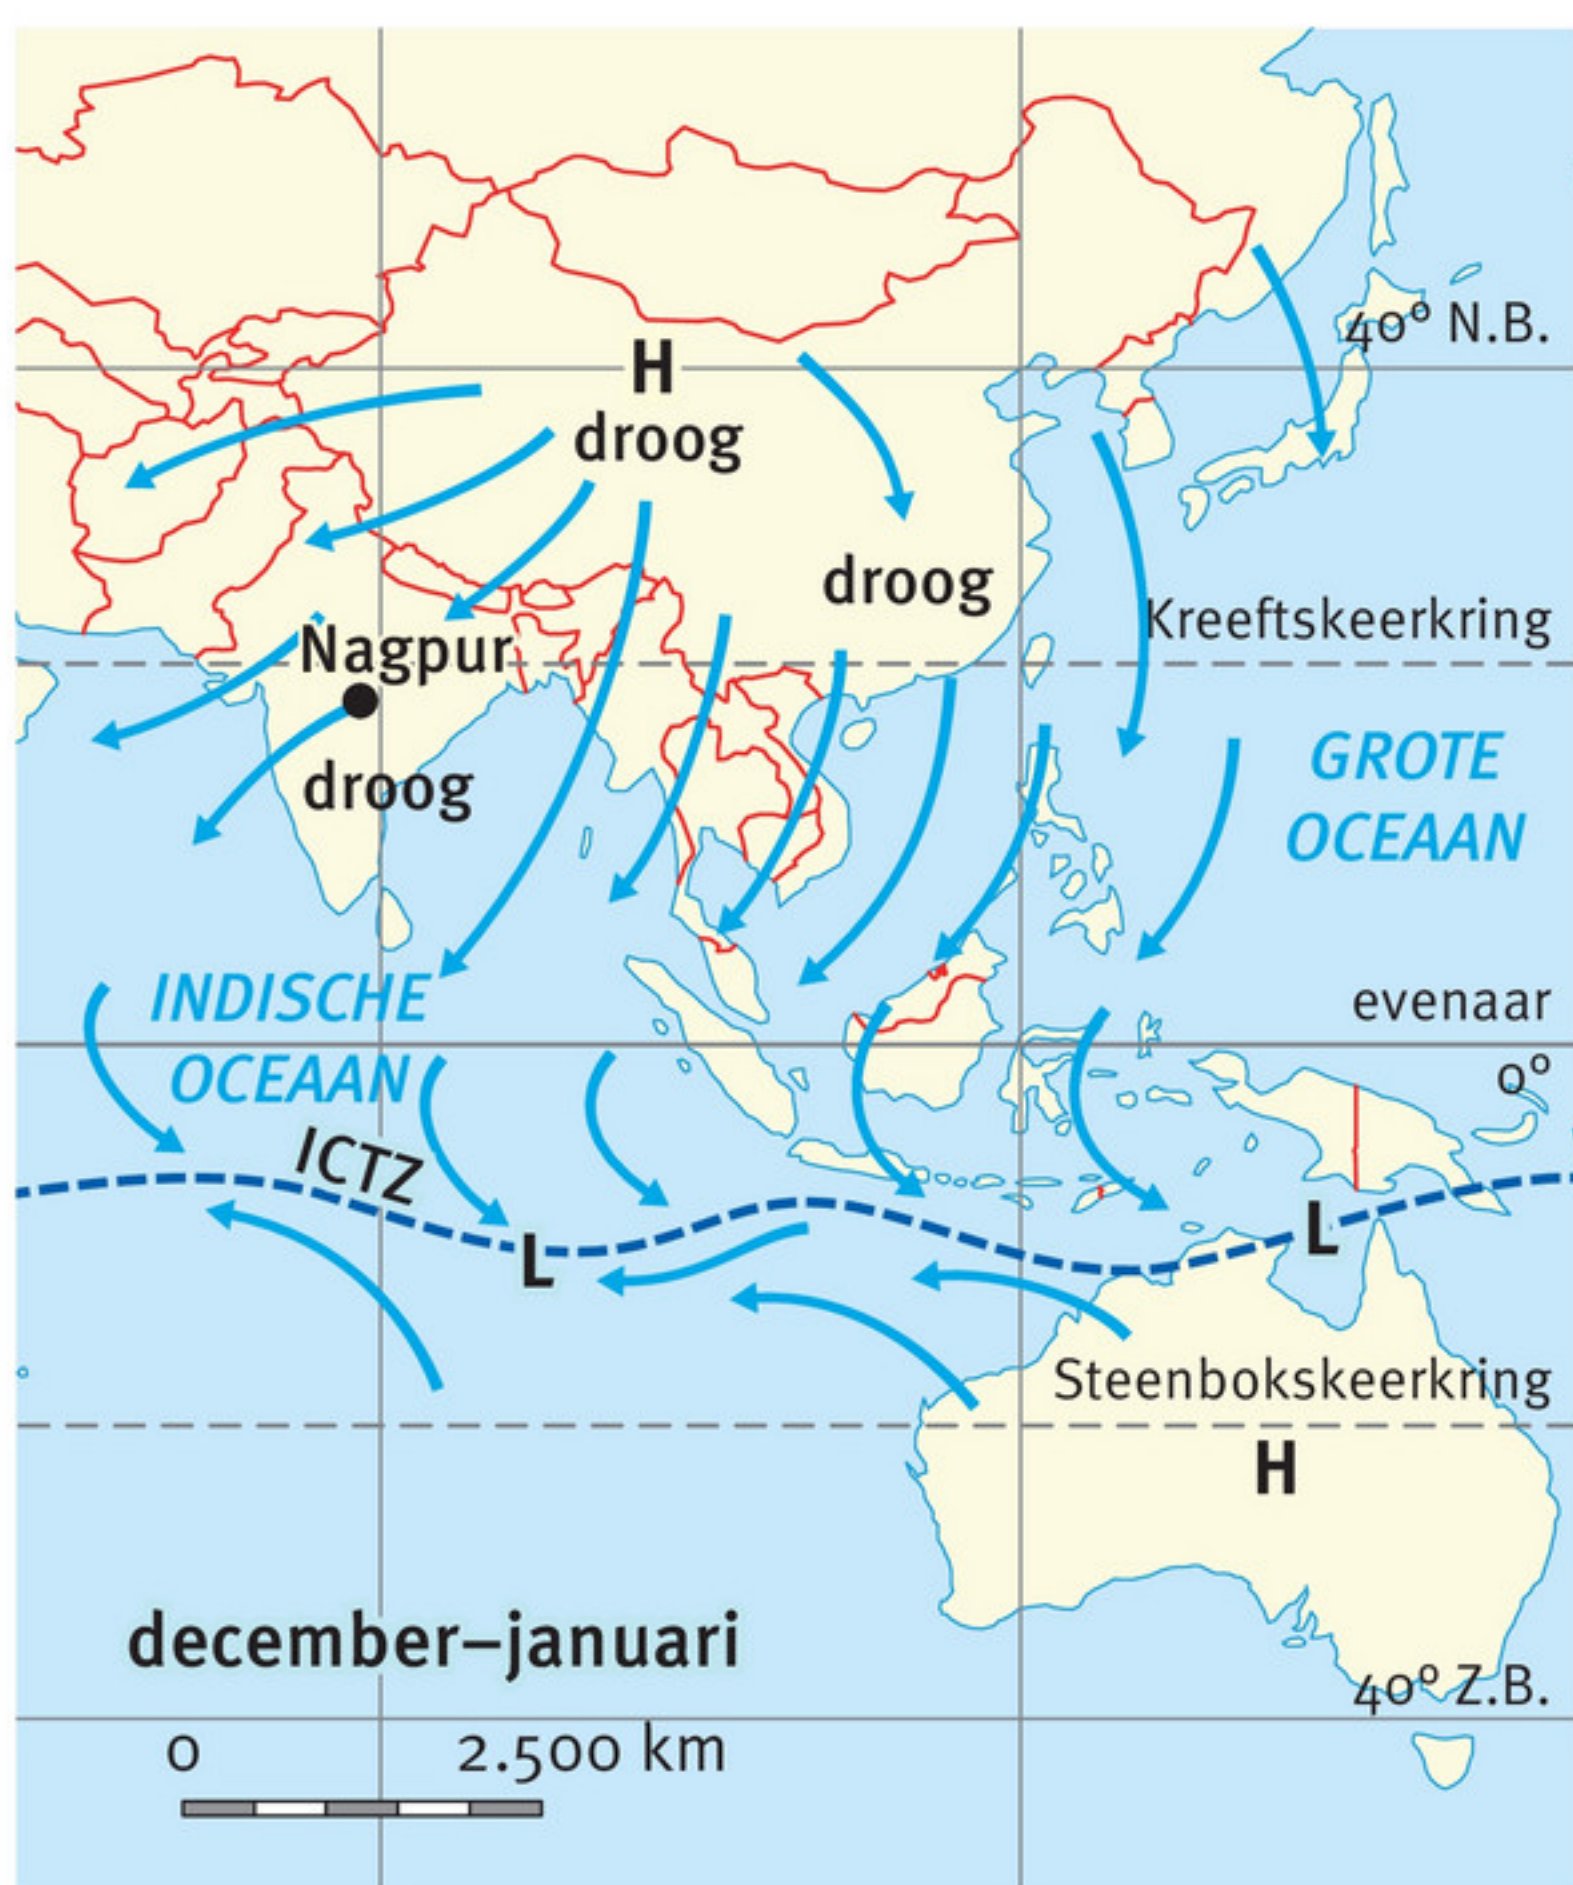 40° N.B.
H
droog
droog
Kreeftskeerkring
Nagpur
droog
GROTE
OCEAAN
INDISCHE
OCEAAN
evenaar
0°
ICTZ
L
L
Steenbokskeerkring
H
december–januari
40° Z.B.
0 2.500 km